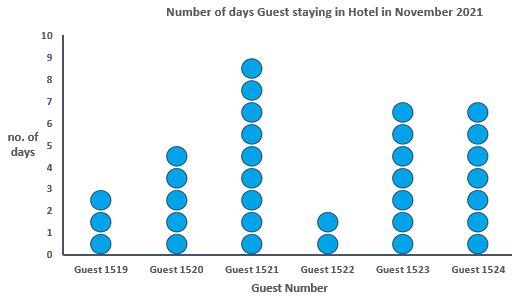 Number of days Guest staying in Hotel in November 2021
10
9
8
7
6
5
4
3
2
1
0
no. of
days
Guest 1519 Guest 1520 Guest 1521 Guest 1522 Guest 1523 Guest 1524
Guest Number